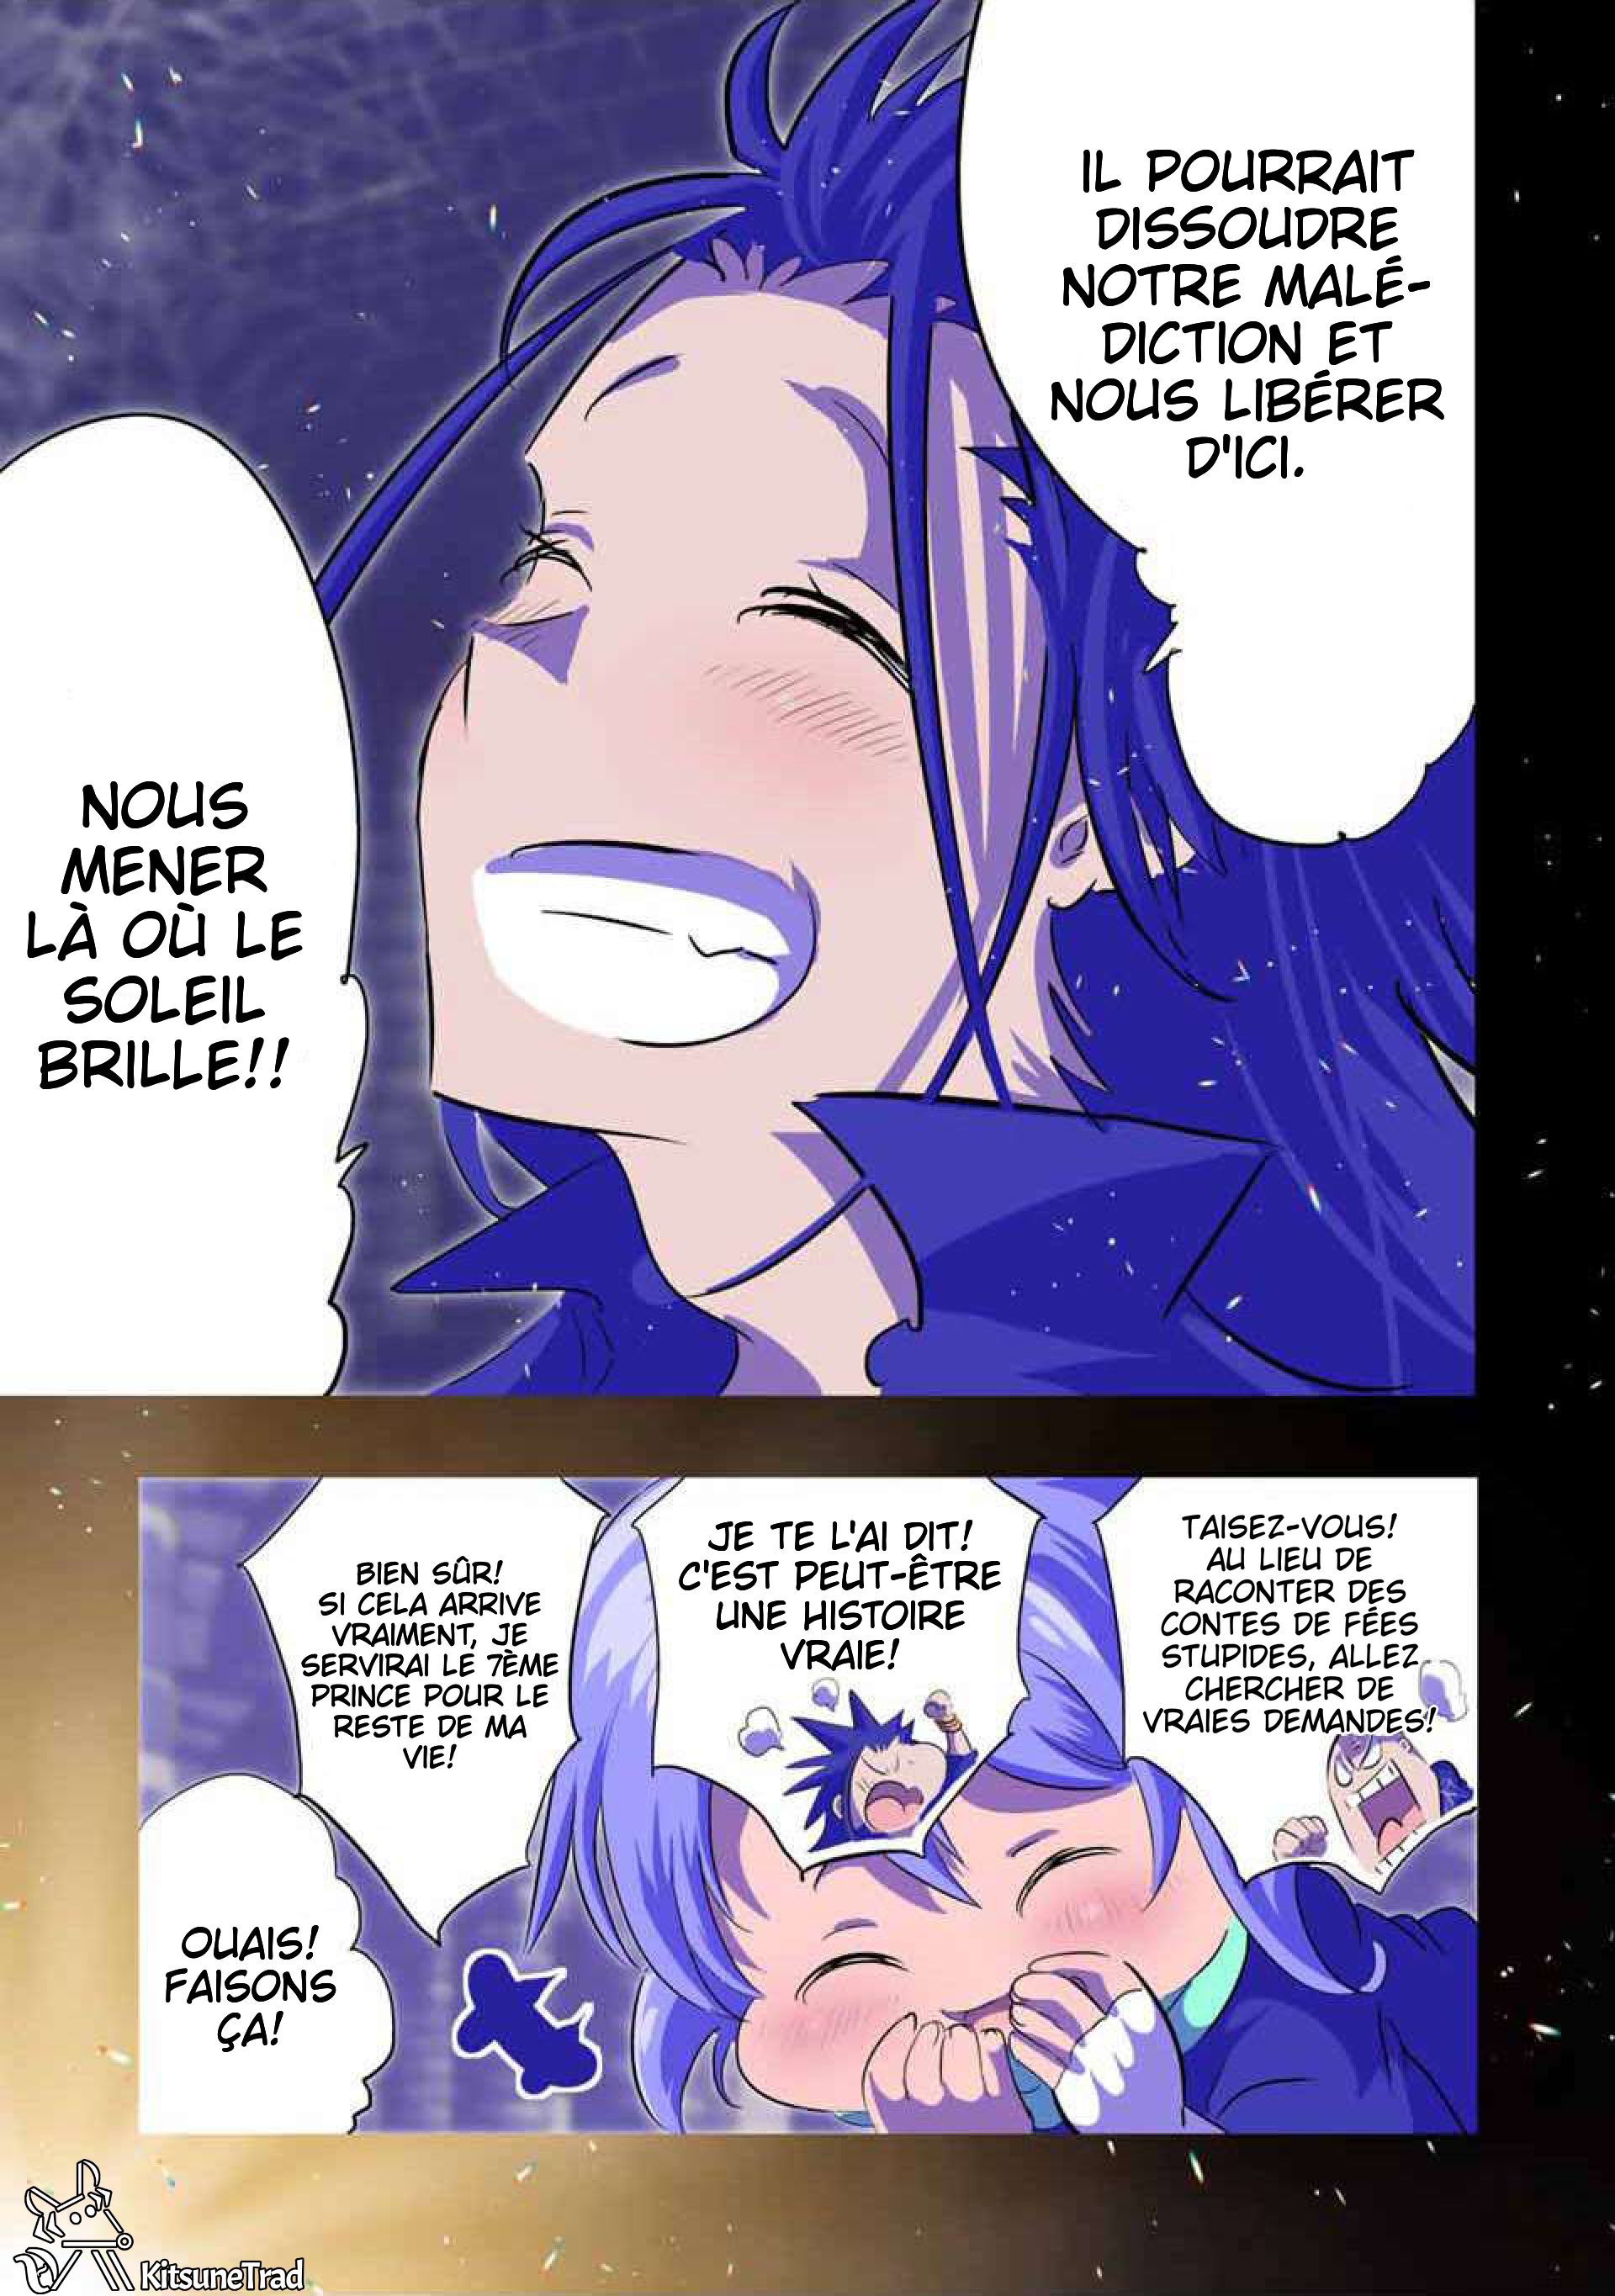 IL POURRAIT
DISSOUDRE
NOTRE MALÉ-
DICTION ET
NOUS LIBÉRER
D'ICI.
NOUS
MENER
LÀ OÙ LE
SOLEIL
BRILLE!!
TAISEZ-VOUS!
AU LIEU DE
RACONTER DES
CONTES DE FÉES
STUPIDES, ALLEZ
CHERCHER DE
VRAIES DEMANDES!
JE TE L'AI DIT!
C'EST PEUT-ÊTRE
UNE HISTOIRE
VRAIE!
BIEN SÛR!
SI CELA ARRIVE
VRAIMENT, JE
SERVIRAI LE 7ÈME
PRINCE POUR LE
RESTE DE MA
VIE!
OUAIS!
FAISONS
ÇA!
KitsuneTrad